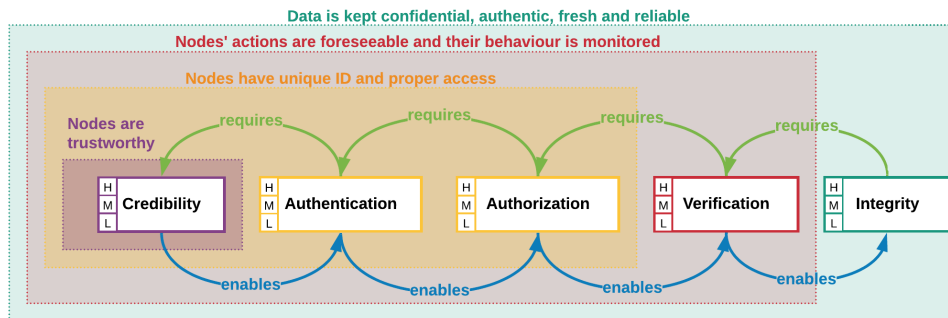 Data is kept confidential, authentic, fresh and reliable
Nodes' actions are foreseeable and their behaviour is monitored
Nodes have unique ID and proper access
Nodes are
trustworthy
requires
requires
requires
requires
H
M
L
Credibility
H
M
L
Authentication
H
M
L
Authorization
H
M
L
Verification
H
M
L
Integrity
enables
enables
enables
enables